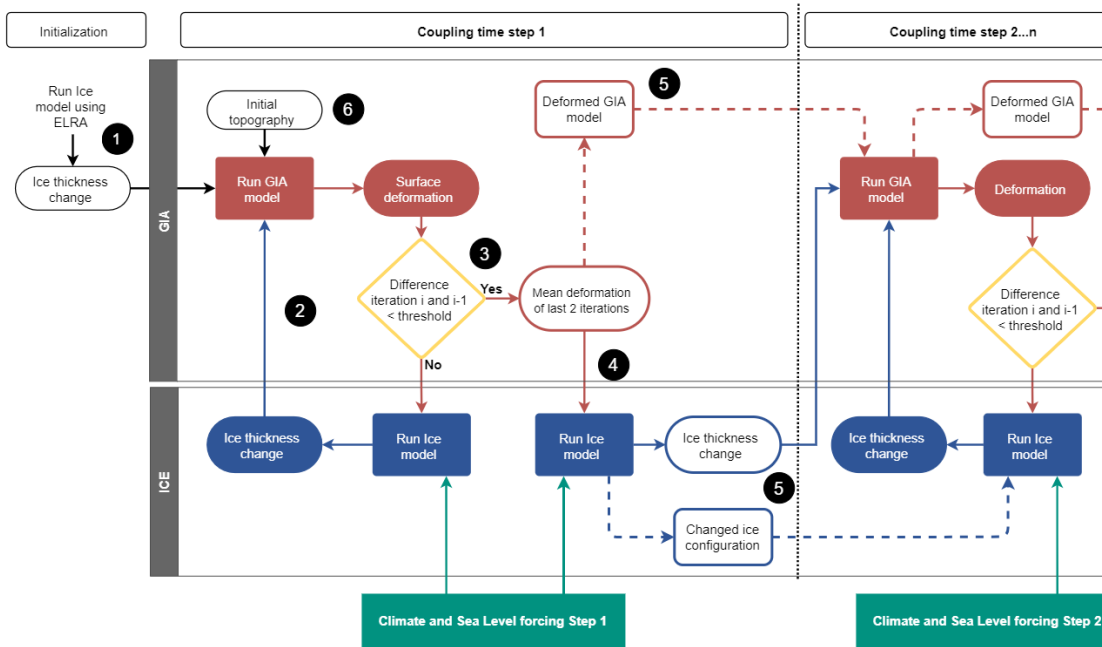 Initialization
Coupling time step 1
Coupling time step 2...n
Run Ice
model using
ELRA
1
Ice thickness
change
GIA
Initial
topography
6
Run GIA
model
Surface
deformation
2
Difference
iteration i and i-1
< threshold
3
Yes
No
Mean deformation
of last 2 iterations
Deformed GIA
model
5
4
Run GIA
model
Deformed GIA
model
Deformation
Difference
iteration i and i-1
< threshold
ICE
Ice thickness
change
Run Ice
model
Run Ice
model
Ice thickness
change
5
Changed ice
configuration
Ice thickness
change
Run Ice
model
Climate and Sea Level forcing Step 1
Climate and Sea Level forcing Step 2